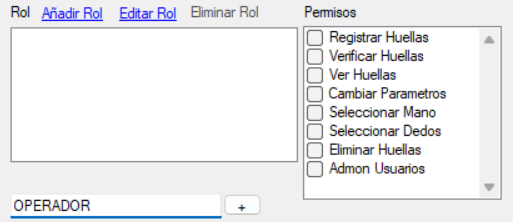 Rol Añadir Rol Editar Rol Eliminar Rol
Permisos
Registrar Huellas
Verificar Huellas
Ver Huellas
Cambiar Parametros
Seleccionar Mano
Seleccionar Dedos
Eliminar Huellas
Admon Usuarios
OPERADOR +